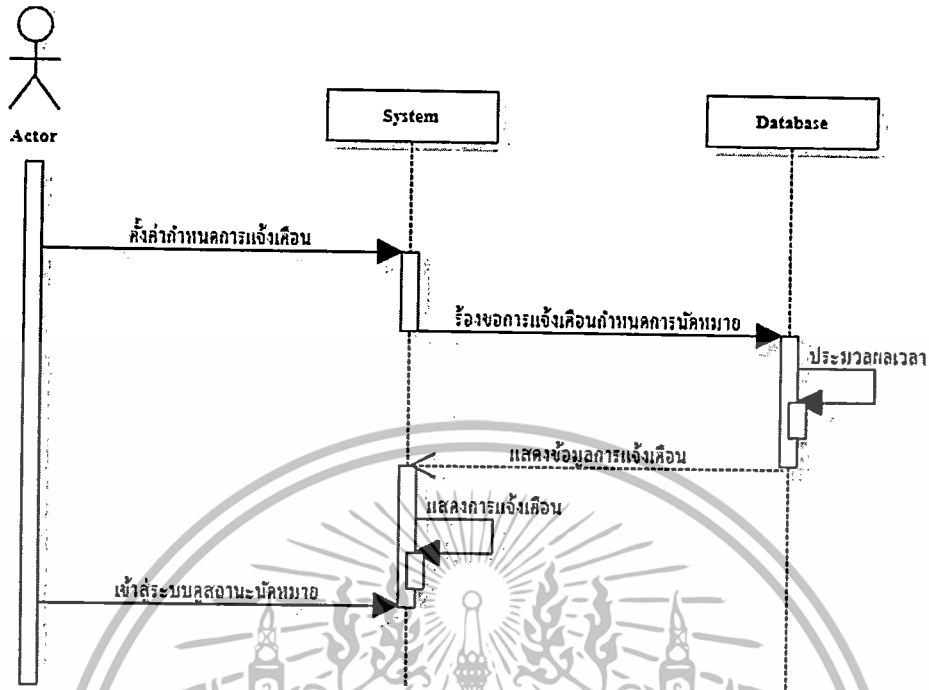 Actor
System
Database
ตั้งค่ากำหนดการแจ้งเตือน
ร้องขอการแจ้งเตือนกำหนดการนัดหมาย
ประมวลผลเวลา
แสดงข้อมูลการแจ้งเตือน
แสดงการแจ้งเตือน
เข้าสู่ระบบดูสถานะนัดหมาย